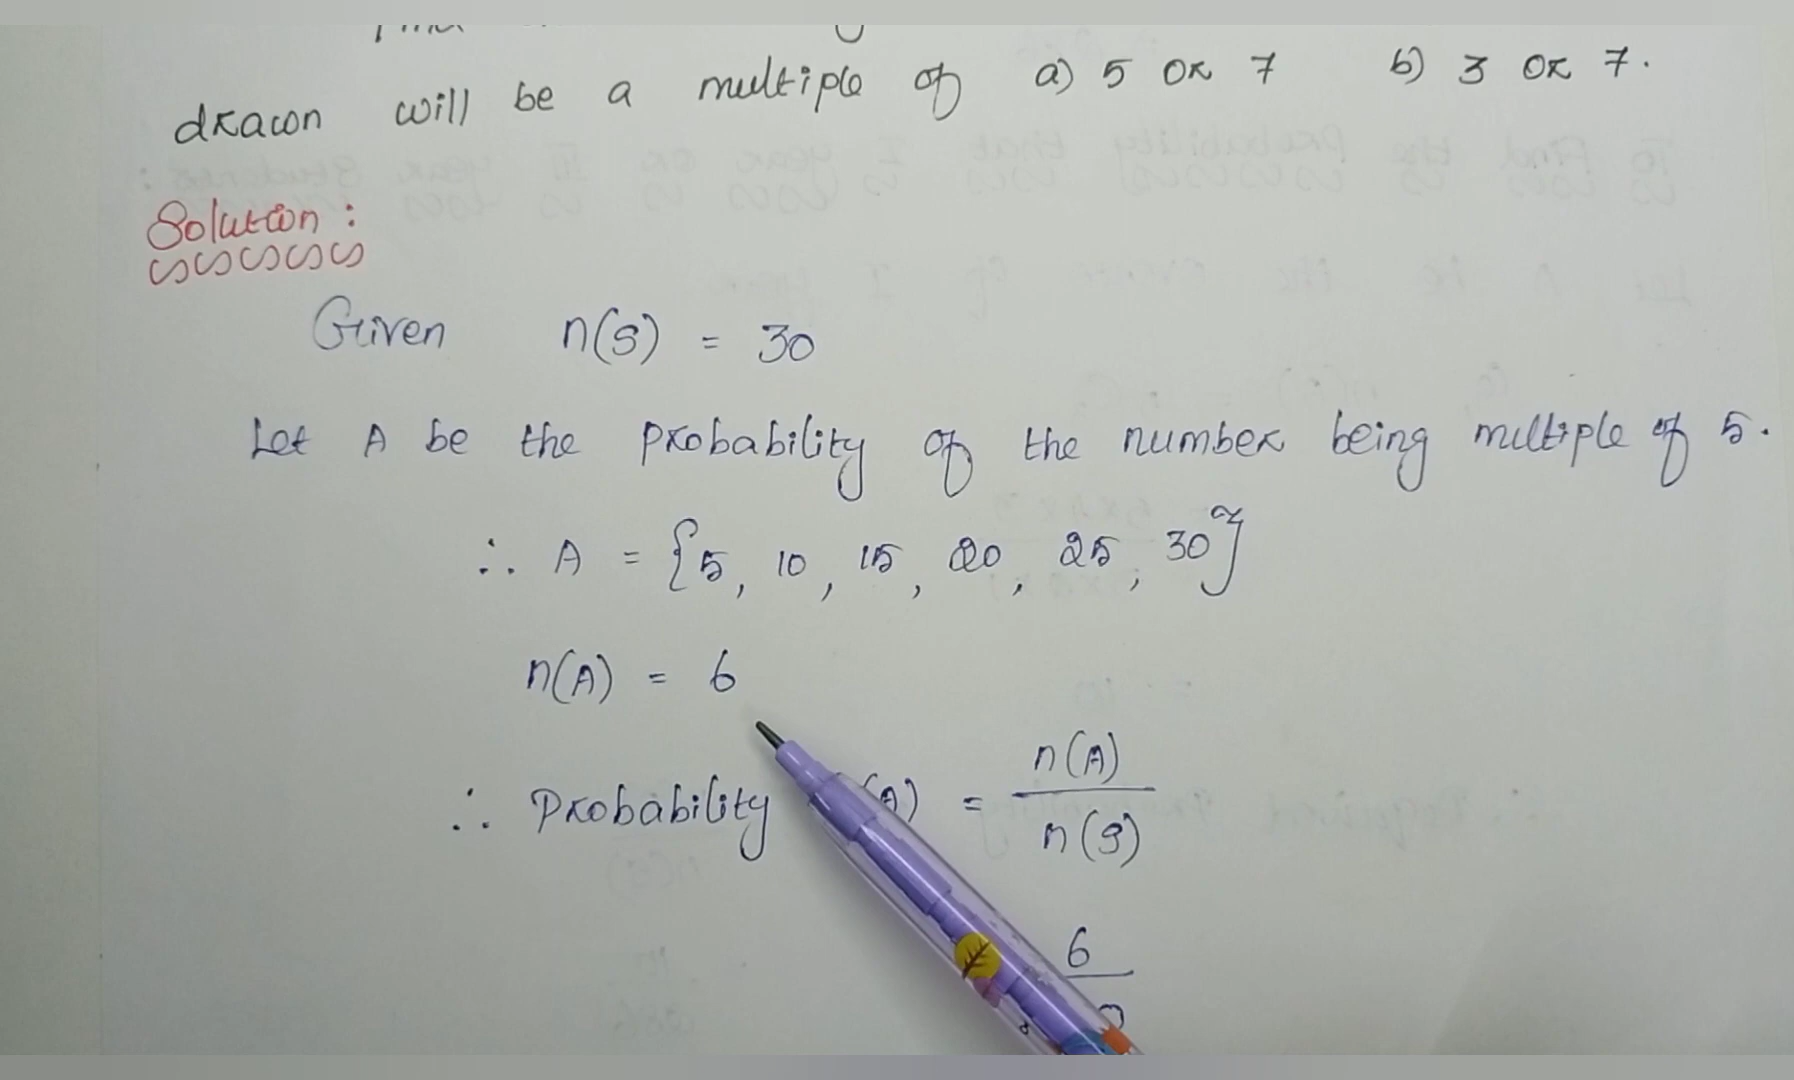 drawn will be a multiple of a) 5 or 7 b) 3 or 7.
Solution :
Given n(S) = 30
Let A be the probability of the number being multiple of 5.
∴ A = {5, 10, 15, 20, 25, 30}
n(A) = 6
∴ Probability (A) = n(A) / n(S)
6